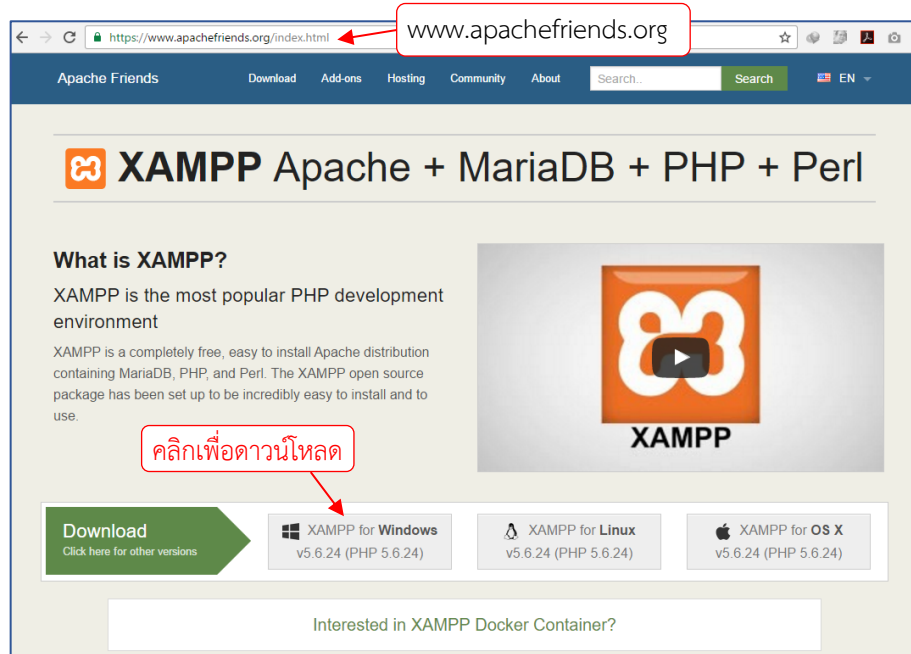 www.apachefriends.org
https://www.apachefriends.org/index.html
Apache Friends
Download
Add-ons
Hosting
Community
About
Search..
Search
EN
XAMPP Apache + MariaDB + PHP + Perl
What is XAMPP?
XAMPP is the most popular PHP development
environment
XAMPP is a completely free, easy to install Apache distribution
containing MariaDB, PHP, and Perl. The XAMPP open source
package has been set up to be incredibly easy to install and to
use.
XAMPP
คลิกเพื่อดาวน์โหลด
Download
Click here for other versions
XAMPP for Windows
v5.6.24 (PHP 5.6.24)
XAMPP for Linux
v5.6.24 (PHP 5.6.24)
XAMPP for OS X
v5.6.24 (PHP 5.6.24)
Interested in XAMPP Docker Container?